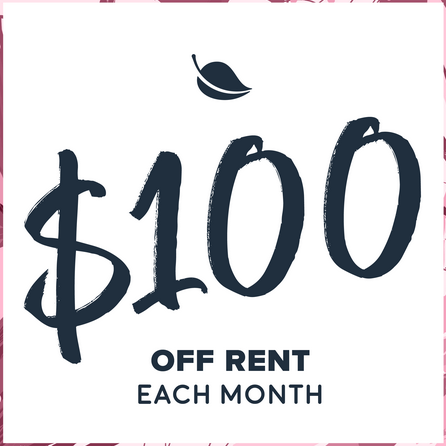 $100
OFF RENT
EACH MONTH